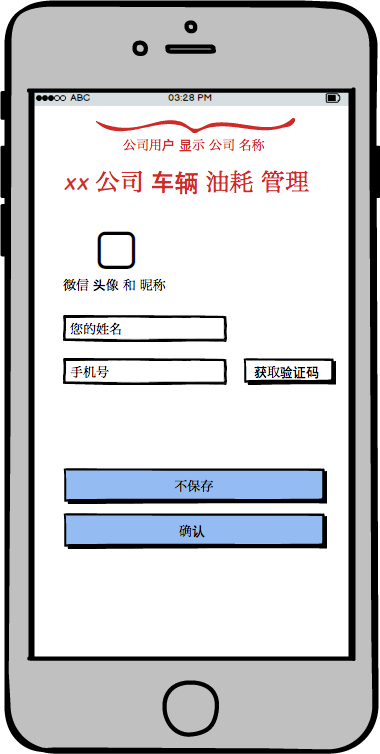 ABC 03:28 PM
公司用户 显示 公司 名称
xx 公司 车辆 油耗 管理
微信 头像 和 昵称
您的姓名
手机号 获取验证码
不保存
确认